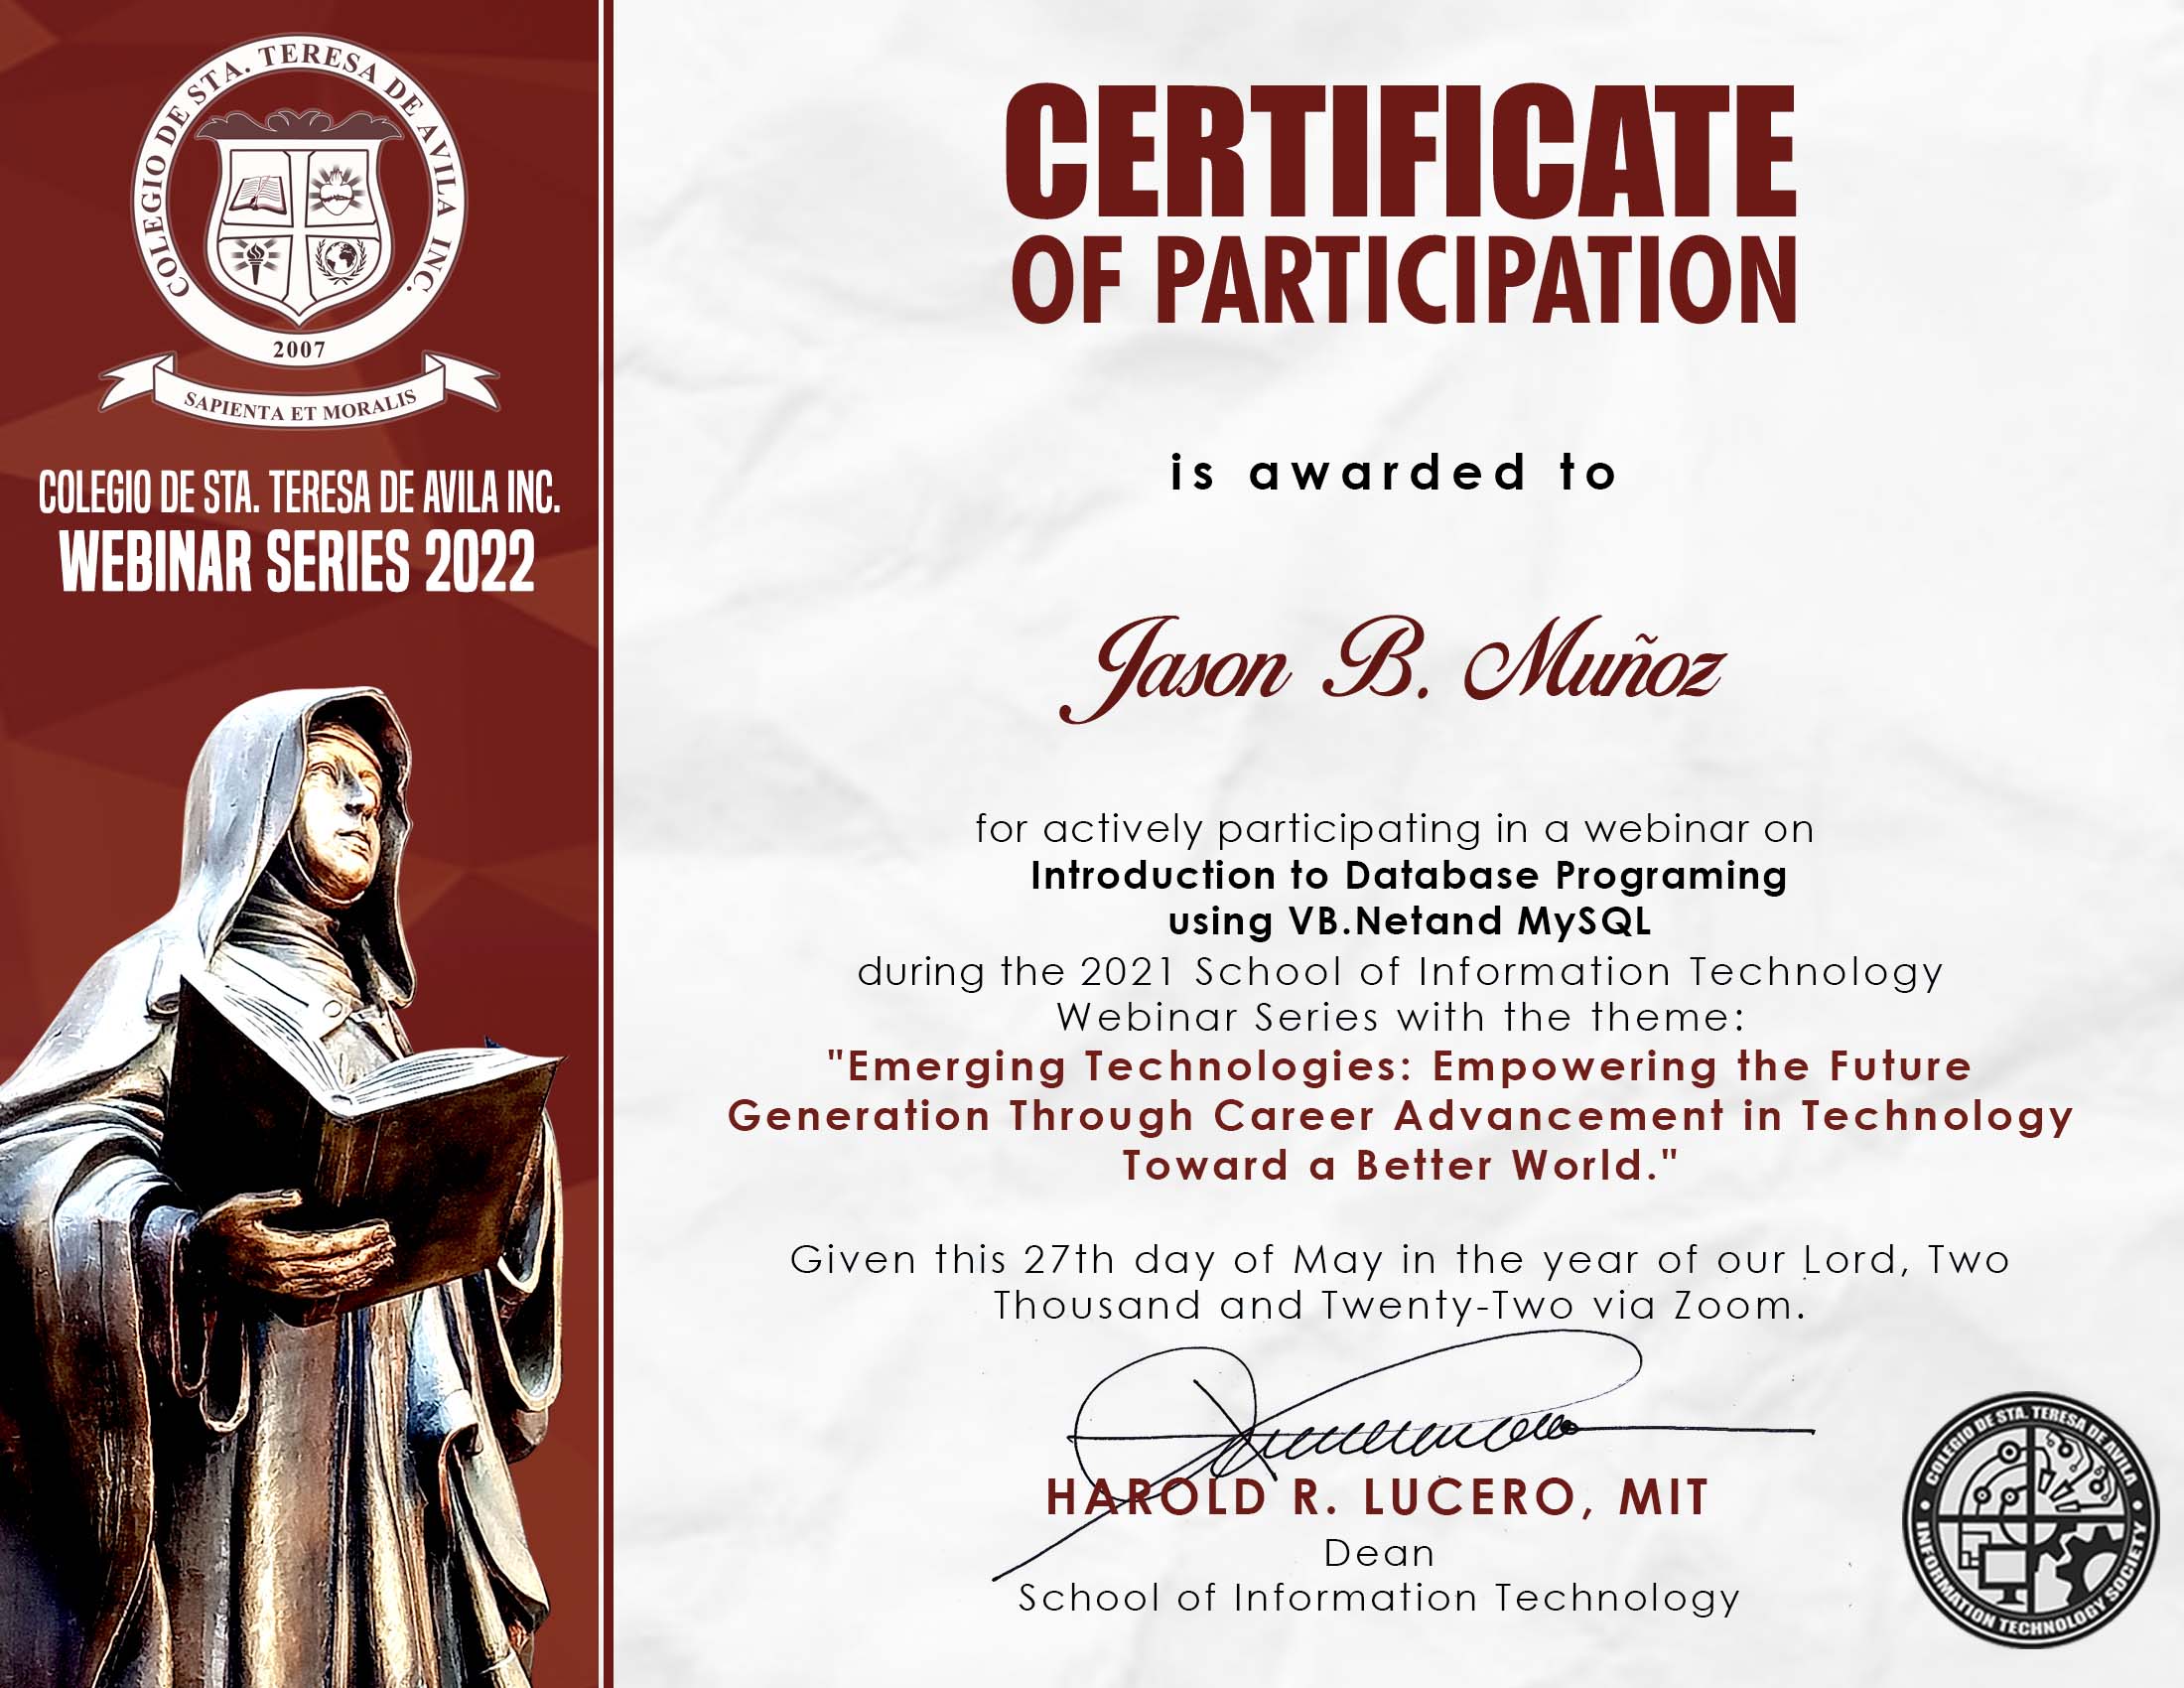 COLEGIO DE STA. TERESA DE AVILA INC.
2007
SAPIENTA ET MORALIS
COLEGIO DE STA. TERESA DE AVILA INC.
WEBINAR SERIES 2022
CERTIFICATE
OF PARTICIPATION
is awarded to
Jason B. Muñoz
for actively participating in a webinar on
Introduction to Database Programing
using VB.Netand MySQL
during the 2021 School of Information Technology
Webinar Series with the theme:
"Emerging Technologies: Empowering the Future
Generation Through Career Advancement in Technology
Toward a Better World."
Given this 27th day of May in the year of our Lord, Two
Thousand and Twenty-Two via Zoom.
HAROLD R. LUCERO, MIT
Dean
School of Information Technology
COLEGIO DE STA. TERESA DE AVILA
INFORMATION TECHNOLOGY SOCIETY